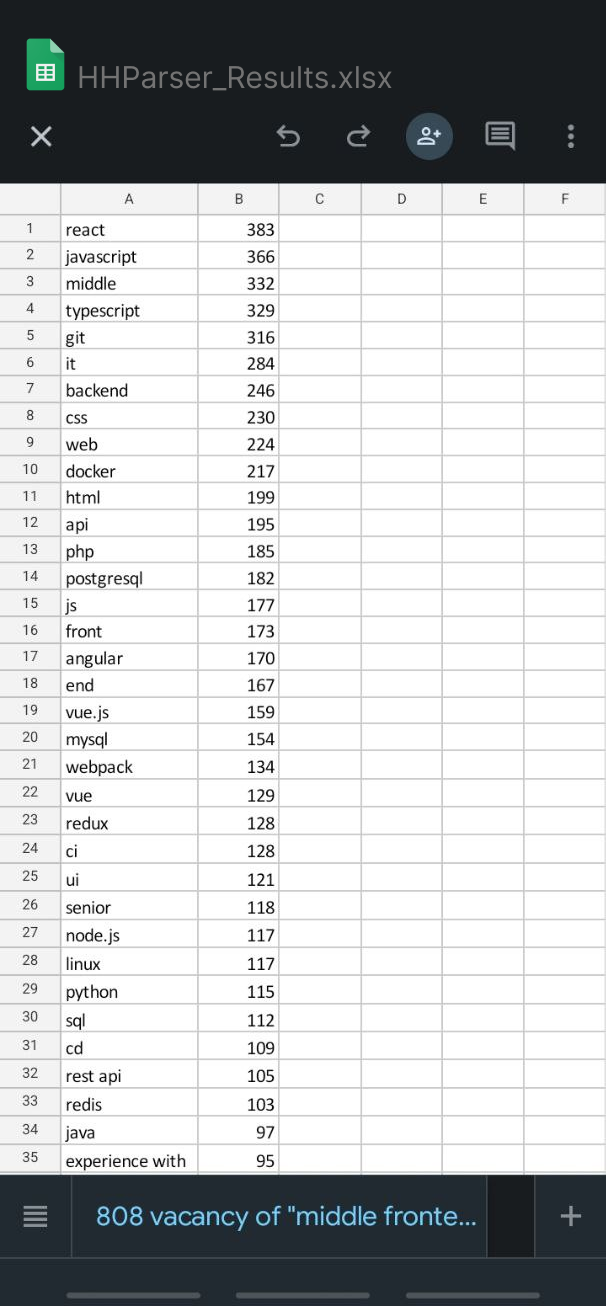 HHParser_Results.xlsx
A B C D E F
1 react 383
2 javascript 366
3 middle 332
4 typescript 329
5 git 316
6 it 284
7 backend 246
8 css 230
9 web 224
10 docker 217
11 html 199
12 api 195
13 php 185
14 postgresql 182
15 js 177
16 front 173
17 angular 170
18 end 167
19 vue.js 159
20 mysql 154
21 webpack 134
22 vue 129
23 redux 128
24 ci 128
25 ui 121
26 senior 118
27 node.js 117
28 linux 117
29 python 115
30 sql 112
31 cd 109
32 rest api 105
33 redis 103
34 java 97
35 experience with 95
808 vacancy of "middle fronte...